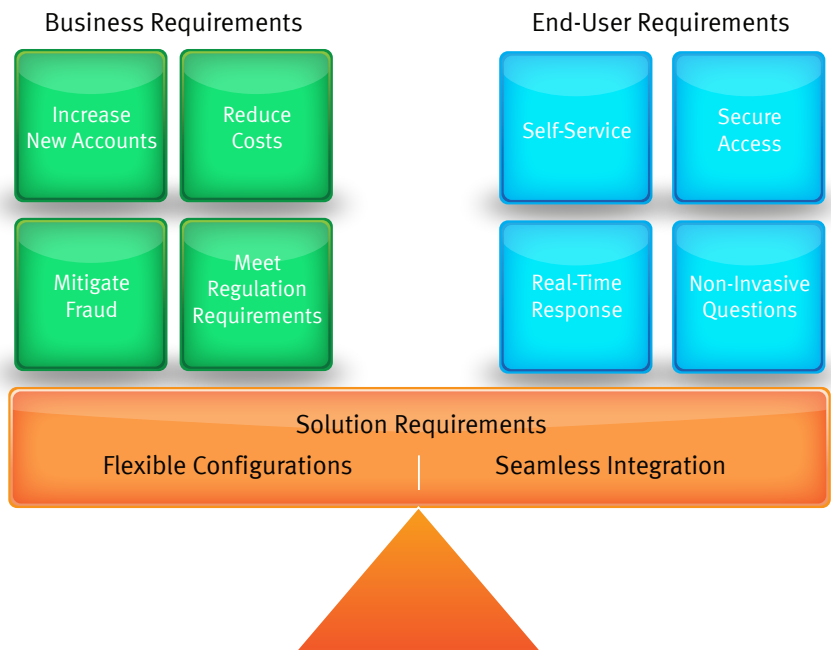 Business Requirements
End-User Requirements
Increase
New Accounts
Reduce
Costs
Self-Service
Secure
Access
Mitigate
Fraud
Meet
Regulation
Requirements
Real-Time
Response
Non-Invasive
Questions
Solution Requirements
Flexible Configurations
Seamless Integration